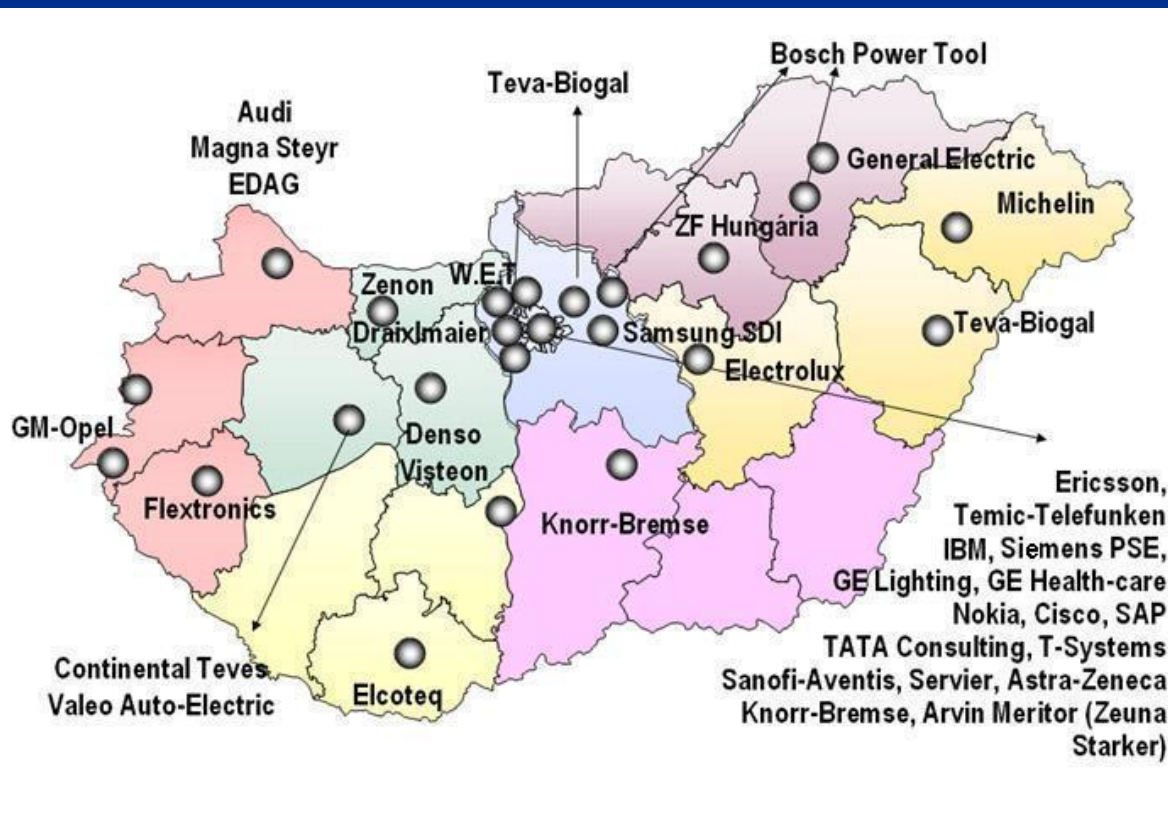 Bosch Power Tool
Teva-Biogal
Audi
Magna Steyr
EDAG
General Electric
Michelin
ZF Hungária
W.E.T
Zenon
Draixlmaier
Samsung SDI
Teva-Biogal
Electrolux
GM-Opel
Denso
Visteon
Flextronics
Knorr-Bremse
Ericsson,
Temic-Telefunken
IBM, Siemens PSE,
GE Lighting, GE Health-care
Nokia, Cisco, SAP
TATA Consulting, T-Systems
Sanofi-Aventis, Servier, Astra-Zeneca
Knorr-Bremse, Arvin Meritor (Zeuna
Starker)
Continental Teves
Valeo Auto-Electric
Elcoteq